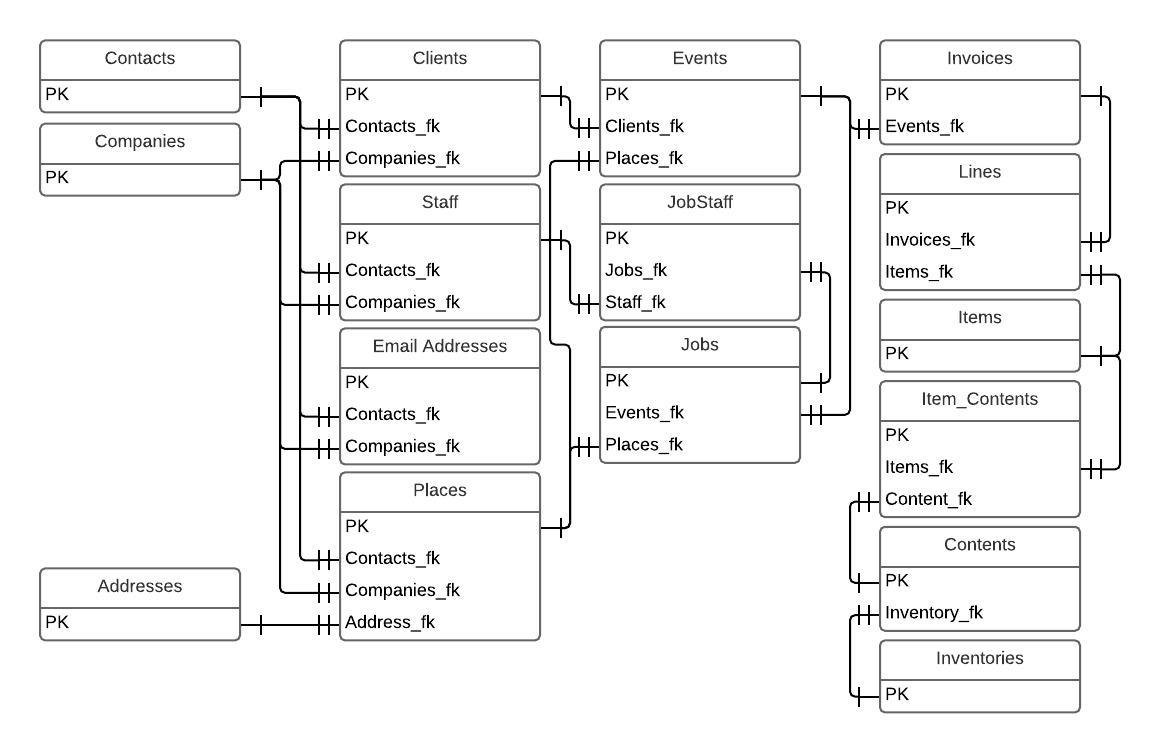 Contacts
PK
Companies
PK
Addresses
PK
Clients
PK
Contacts_fk
Companies_fk
Staff
PK
Contacts_fk
Companies_fk
Email Addresses
PK
Contacts_fk
Companies_fk
Places
PK
Contacts_fk
Companies_fk
Address_fk
Events
PK
Clients_fk
Places_fk
JobStaff
PK
Jobs_fk
Staff_fk
Jobs
PK
Events_fk
Places_fk
Invoices
PK
Events_fk
Lines
PK
Invoices_fk
Items_fk
Items
PK
Item_Contents
PK
Items_fk
Content_fk
Contents
PK
Inventory_fk
Inventories
PK